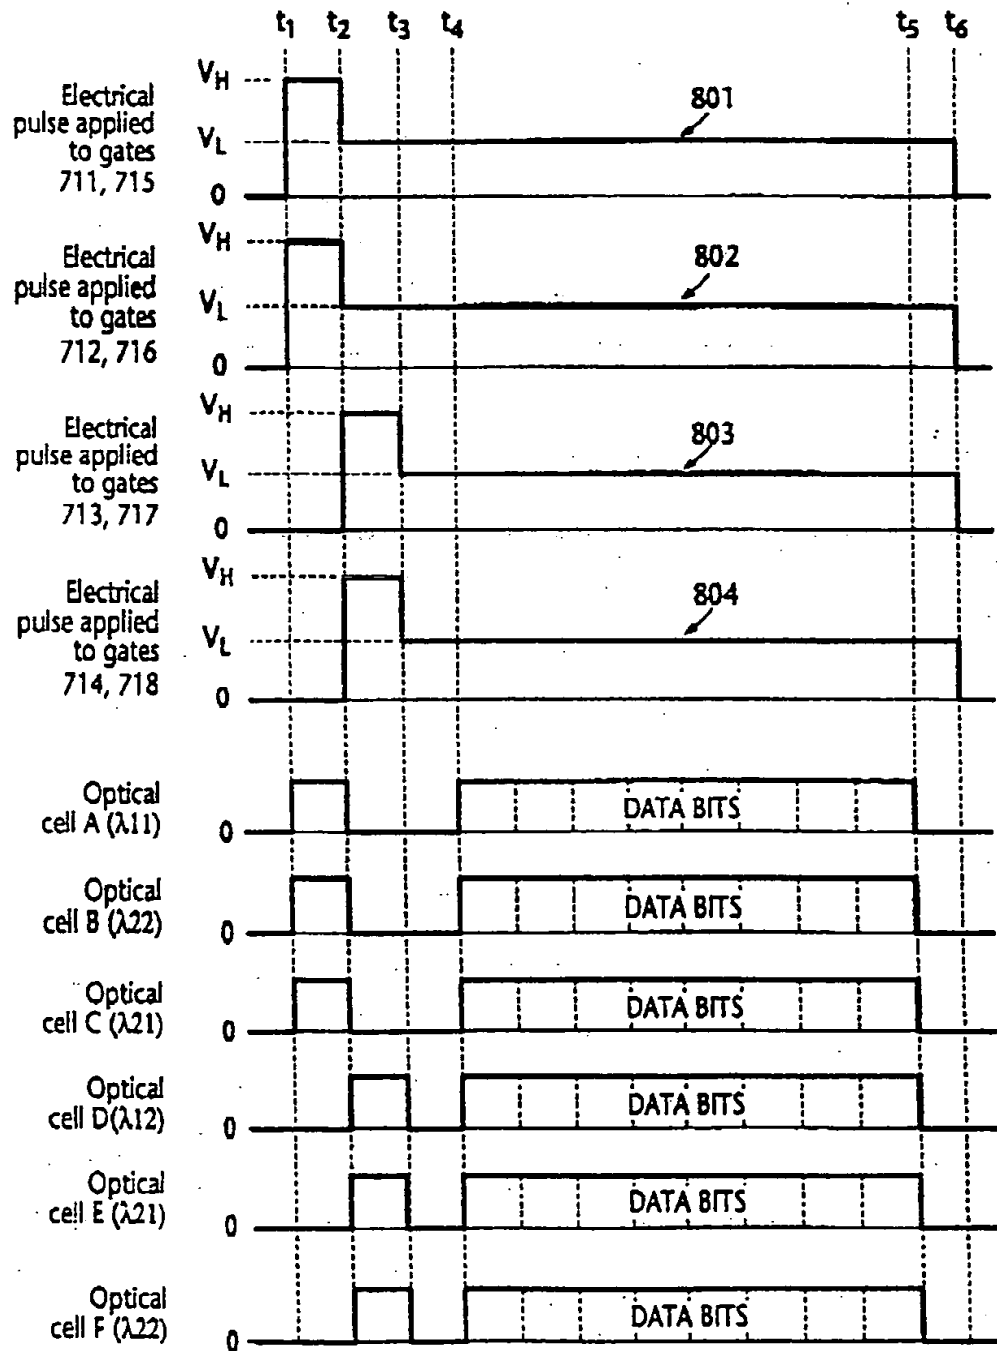 t1 t2 t3 t4 t5 t6
Electrical
pulse applied
to gates
711, 715
VH
VL
0
801
Electrical
pulse applied
to gates
712, 716
VH
VL
0
802
Electrical
pulse applied
to gates
713, 717
VH
VL
0
803
Electrical
pulse applied
to gates
714, 718
VH
VL
0
804
Optical
cell A (λ11)
0
DATA BITS
Optical
cell B (λ22)
0
DATA BITS
Optical
cell C (λ21)
0
DATA BITS
Optical
cell D(λ12)
0
DATA BITS
Optical
cell E (λ21)
0
DATA BITS
Optical
cell F (λ22)
0
DATA BITS